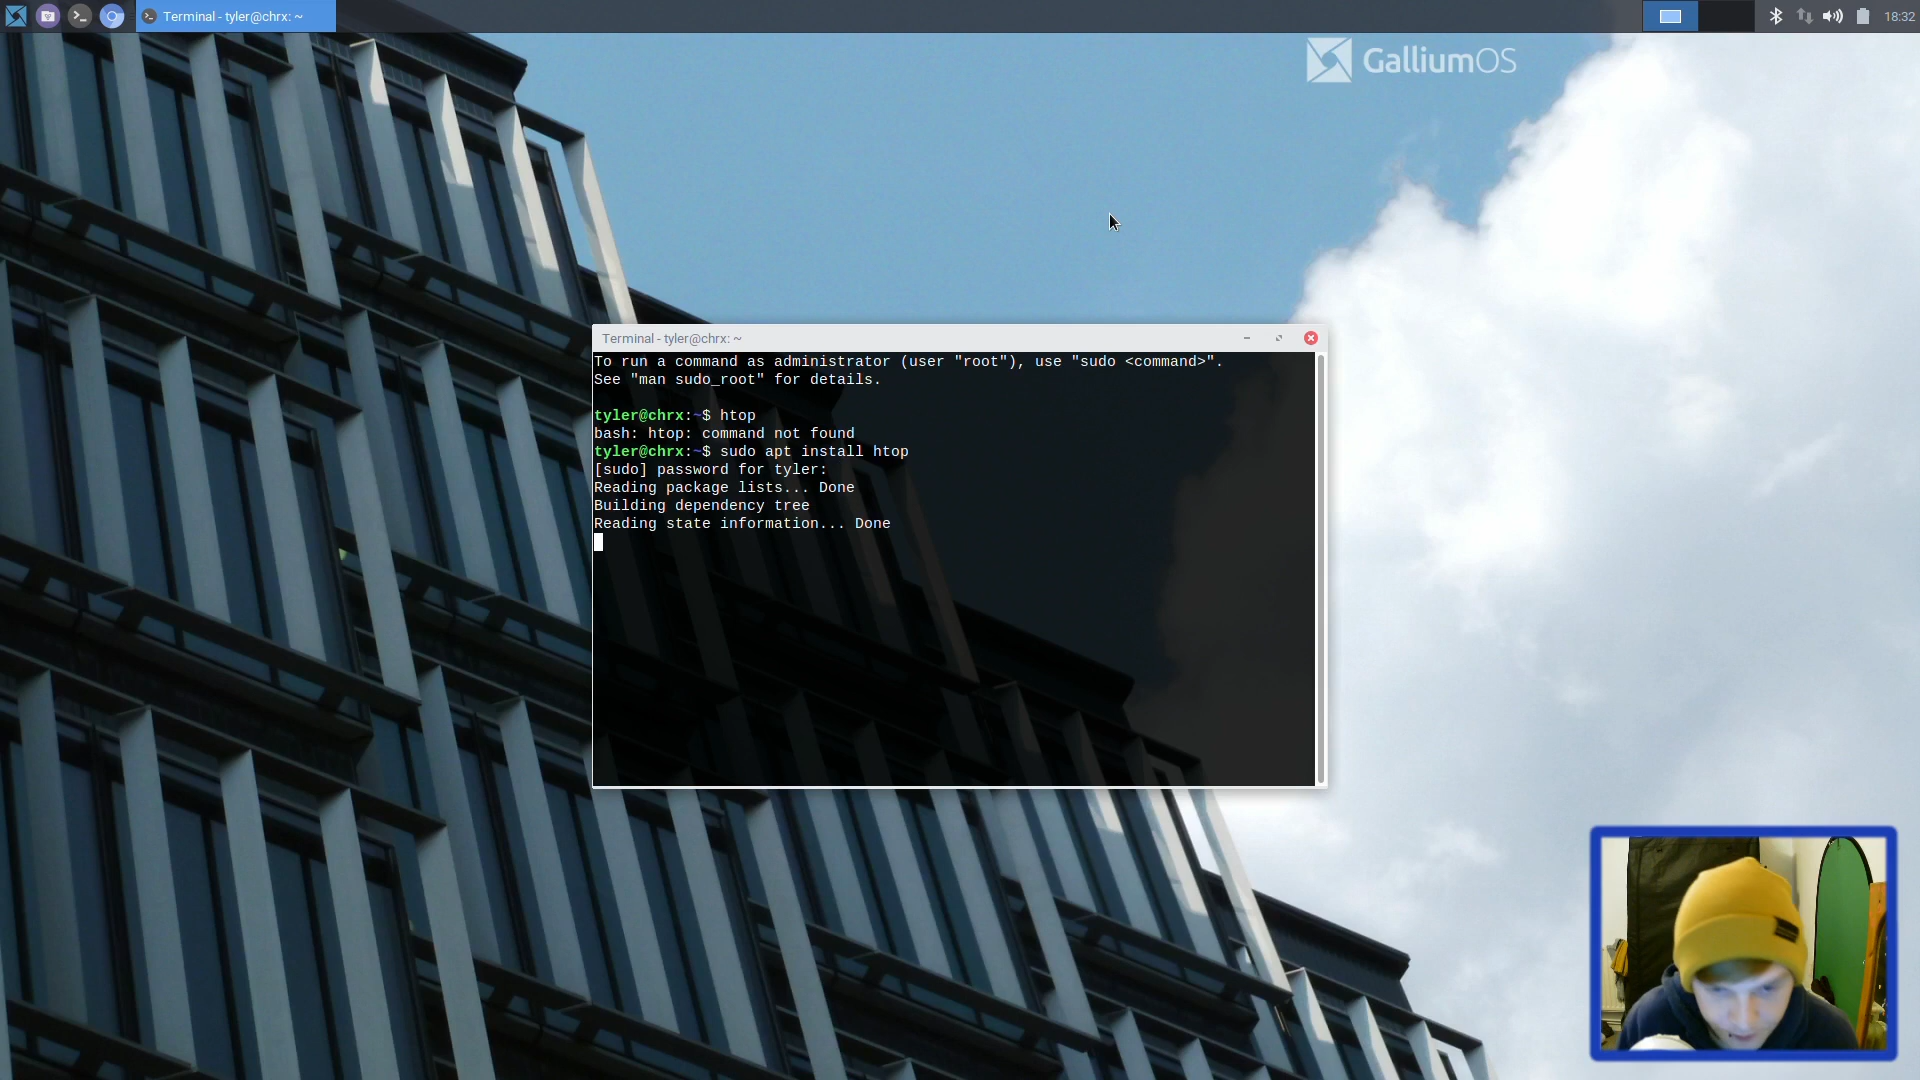 Terminal - tyler@chrx: ~
18:32
GalliumOS
Terminal - tyler@chrx: ~
To run a command as administrator (user "root"), use "sudo <command>".
See "man sudo_root" for details.
tyler@chrx:~$ htop
bash: htop: command not found
tyler@chrx:~$ sudo apt install htop
[sudo] password for tyler:
Reading package lists... Done
Building dependency tree
Reading state information... Done